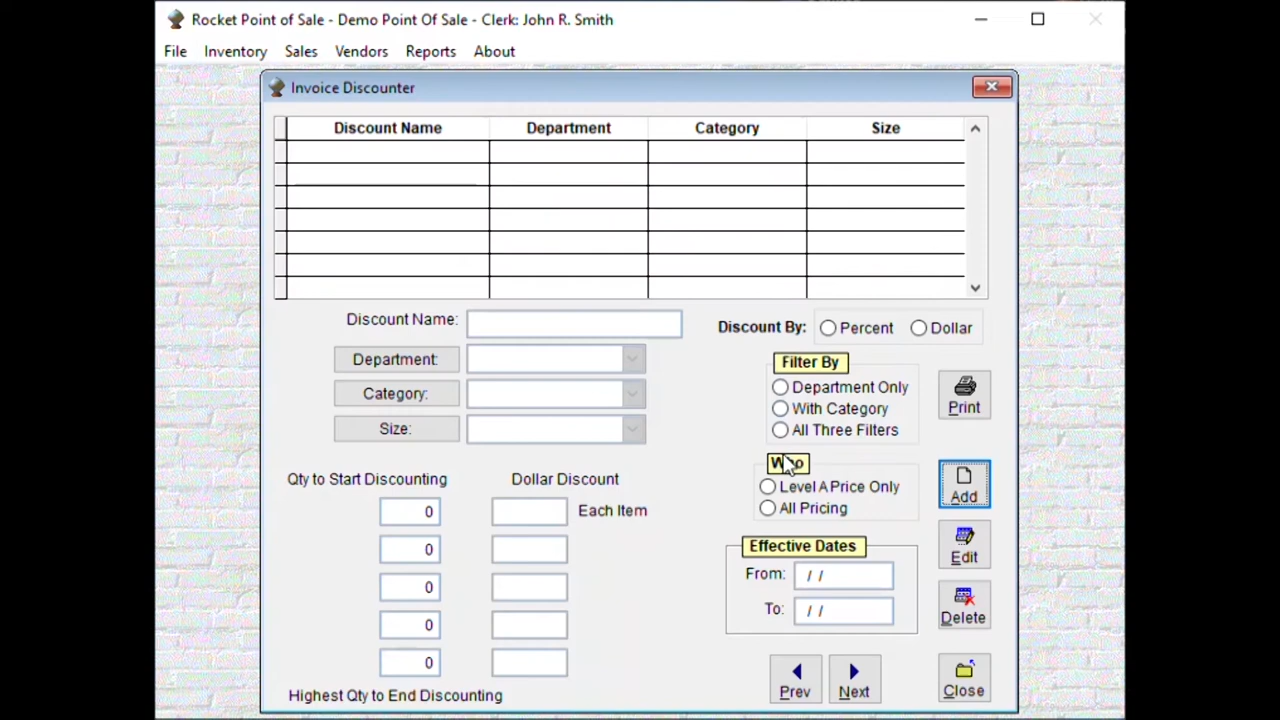 Rocket Point of Sale - Demo Point Of Sale - Clerk: John R. Smith
File Inventory Sales Vendors Reports About
Invoice Discounter
Discount Name Department Category Size
Discount Name:
Discount By: Percent Dollar
Department:
Category:
Size:
Filter By
Department Only
With Category
All Three Filters
Print
Level A Price Only
All Pricing
Add
Qty to Start Discounting Dollar Discount
0 Each Item
0
0
0
0
Highest Qty to End Discounting
Effective Dates
From: / /
To: / /
Edit
Delete
Prev Next Close